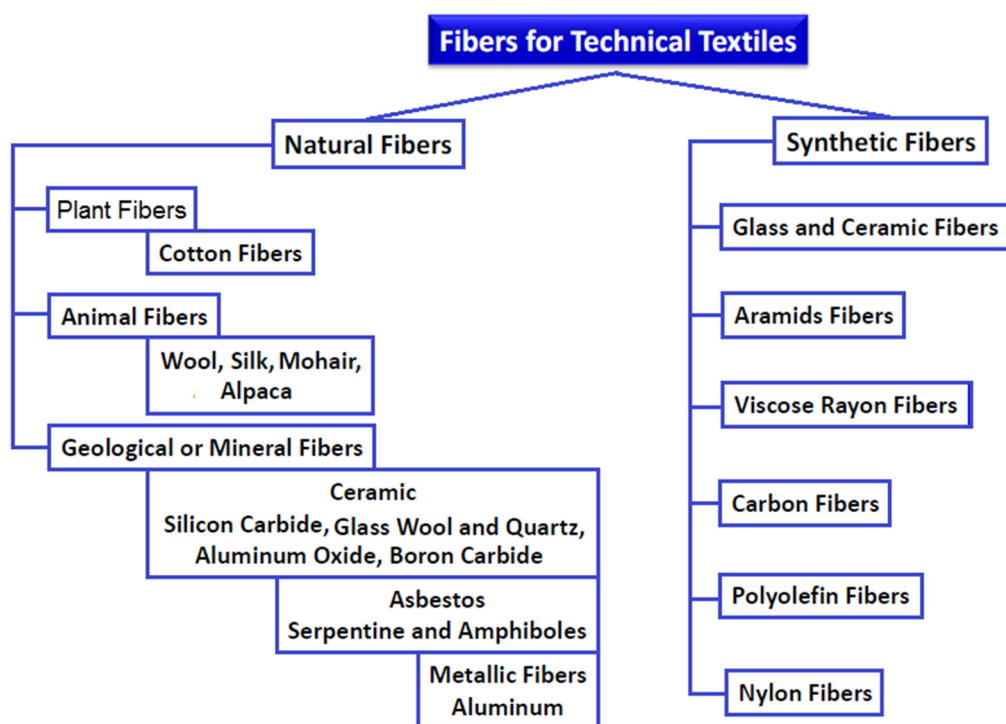 Fibers for Technical Textiles
Natural Fibers
Plant Fibers
Cotton Fibers
Animal Fibers
Wool, Silk, Mohair,
Alpaca
Geological or Mineral Fibers
Ceramic
Silicon Carbide, Glass Wool and Quartz,
Aluminum Oxide, Boron Carbide
Asbestos
Serpentine and Amphiboles
Metallic Fibers
Aluminum
Synthetic Fibers
Glass and Ceramic Fibers
Aramids Fibers
Viscose Rayon Fibers
Carbon Fibers
Polyolefin Fibers
Nylon Fibers